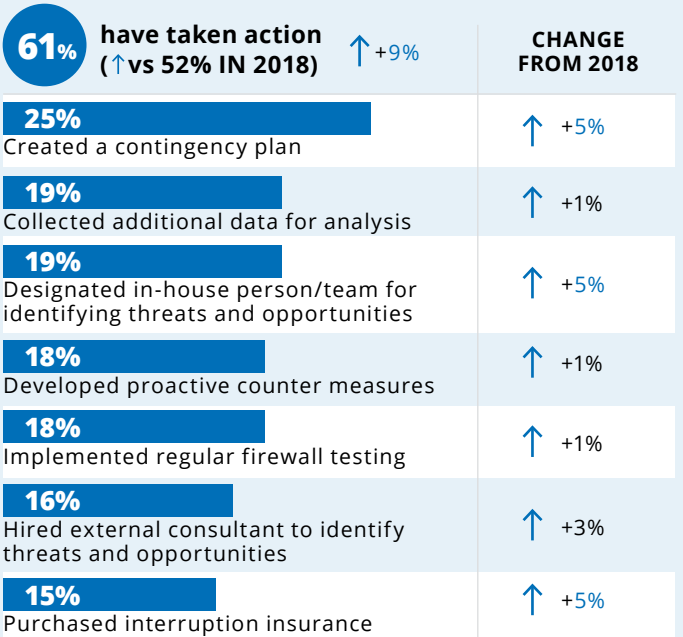 61% have taken action
(↑vs 52% IN 2018) ↑ +9%
CHANGE
FROM 2018
25%
Created a contingency plan
↑ +5%
19%
Collected additional data for analysis
↑ +1%
19%
Designated in-house person/team for
identifying threats and opportunities
↑ +5%
18%
Developed proactive counter measures
↑ +1%
18%
Implemented regular firewall testing
↑ +1%
16%
Hired external consultant to identify
threats and opportunities
↑ +3%
15%
Purchased interruption insurance
↑ +5%